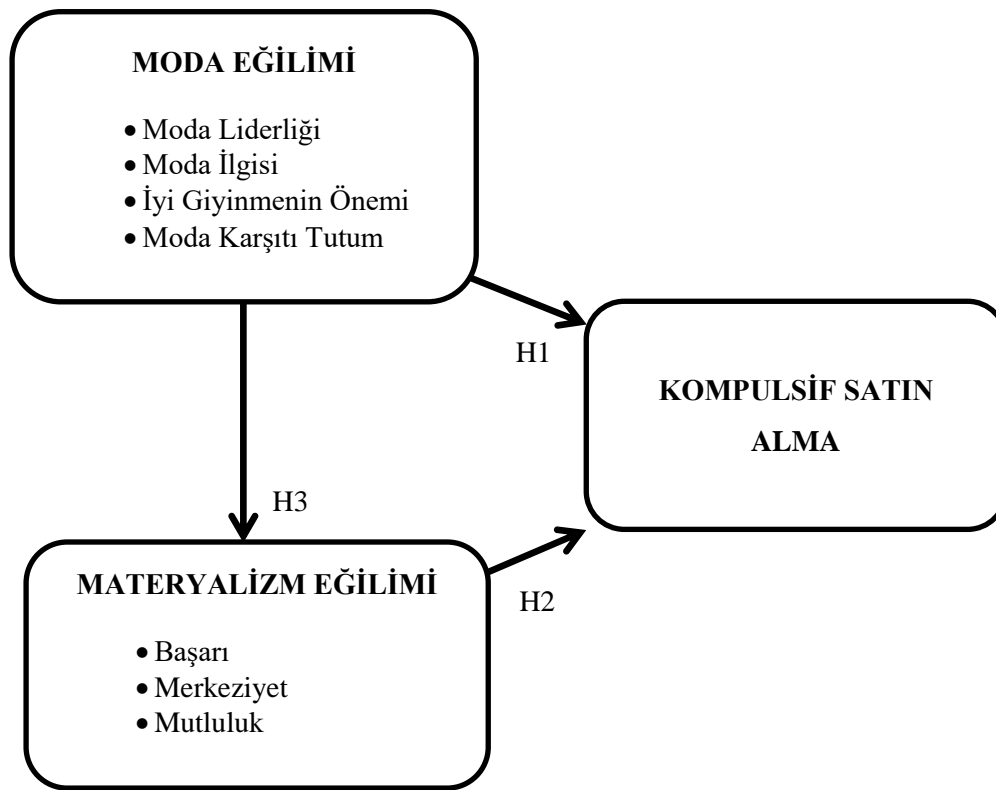 MODA EĞİLİMİ
• Moda Liderliği
• Moda İlgisi
• İyi Giyinmenin Önemi
• Moda Karşıtı Tutum
H1
KOMPULSİF SATIN
ALMA
H3
MATERYALİZM EĞİLİMİ
H2
• Başarı
• Merkeziyet
• Mutluluk